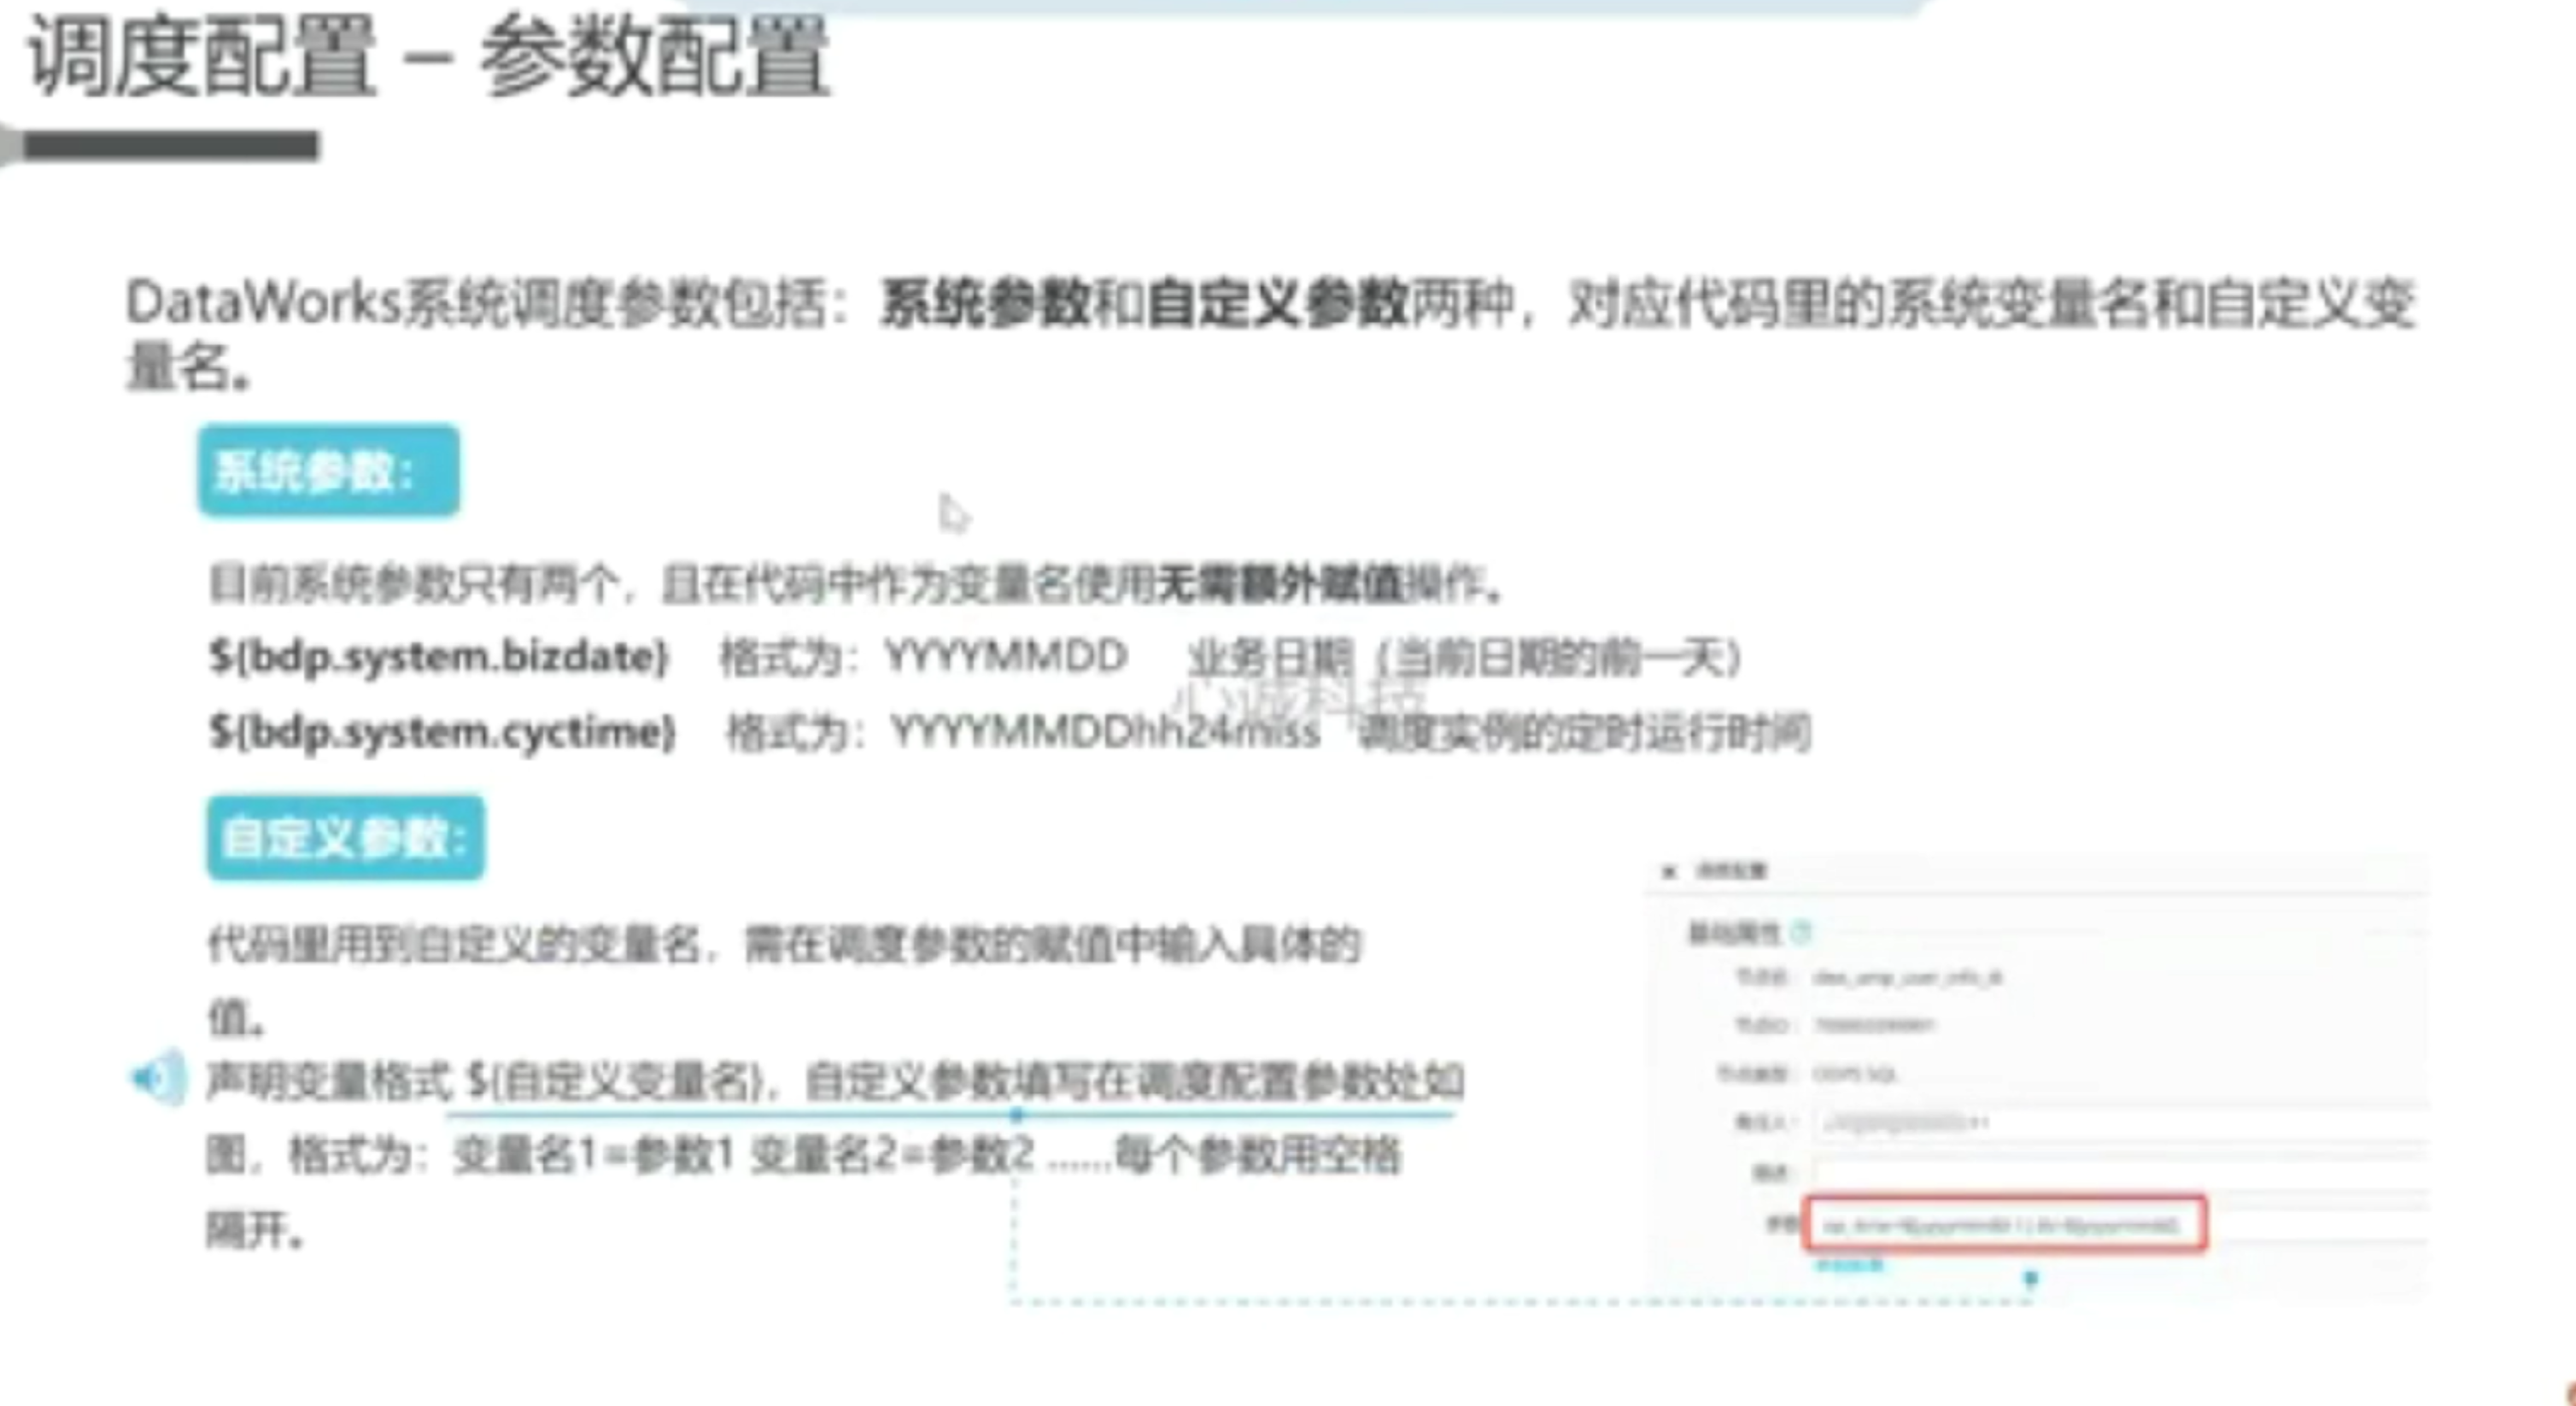 调度配置 – 参数配置
DataWorks系统调度参数包括：系统参数和自定义参数两种，对应代码里的系统变量名和自定义变
量名。
系统参数：
目前系统参数只有两个，且在代码中作为变量名使用无需额外赋值操作。
${bdp.system.bizdate} 格式为：YYYYMMDD 业务日期（当前日期的前一天）
心诚科技
${bdp.system.cyctime} 格式为：YYYYMMDDhh24miss 调度实例的定时运行时间
自定义参数：
代码里用到自定义的变量名，需在调度参数的赋值中输入具体的
值。
声明变量格式 ${自定义变量名}，自定义参数填写在调度配置参数处如
图，格式为：变量名1=参数1 变量名2=参数2 ......每个参数用空格
隔开。
基础属性